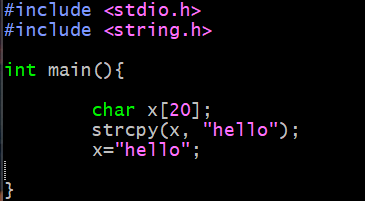 #include <stdio.h>
#include <string.h>
int main(){
char x[20];
strcpy(x, "hello");
x="hello";
}